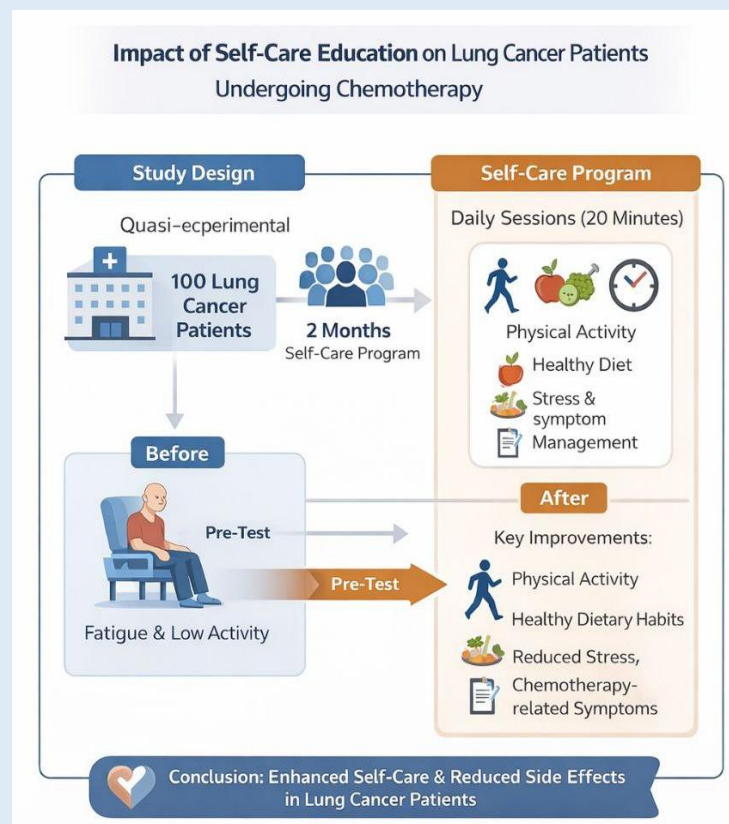 Impact of Self-Care Education on Lung Cancer Patients
Undergoing Chemotherapy
Study Design
Quasi-ecperimental
100 Lung
Cancer
Patients
2 Months
Self-Care Program
Before
Pre-Test
Pre-Test
Fatigue & Low Activity
Self-Care Program
Daily Sessions (20 Minutes)
Physical Activity
Healthy Diet
Stress &
symptom
Management
After
Key Improvements:
Physical Activity
Healthy Dietary Habits
Reduced Stress,
Chemotherapy-
related Symptoms
Conclusion: Enhanced Self-Care & Reduced Side Effects
in Lung Cancer Patients